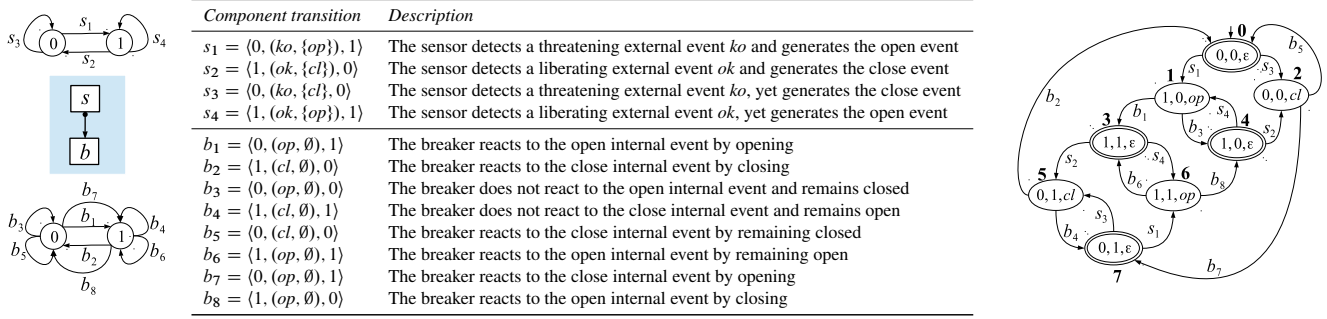 s1
s3 0 1 s4
s2
s
b
b7
b3 b1 b4
0 1
b5 b2 b6
b8
Component transition Description
s1 = ⟨0, (ko, {op}), 1⟩ The sensor detects a threatening external event ko and generates the open event
s2 = ⟨1, (ok, {cl}), 0⟩ The sensor detects a liberating external event ok and generates the close event
s3 = ⟨0, (ko, {cl}, 0⟩ The sensor detects a threatening external event ko, yet generates the close event
s4 = ⟨1, (ok, {op}), 1⟩ The sensor detects a liberating external event ok, yet generates the open event
b1 = ⟨0, (op, ∅), 1⟩ The breaker reacts to the open internal event by opening
b2 = ⟨1, (cl, ∅), 0⟩ The breaker reacts to the close internal event by closing
b3 = ⟨0, (op, ∅), 0⟩ The breaker does not react to the open internal event and remains closed
b4 = ⟨1, (cl, ∅), 1⟩ The breaker does not react to the close internal event and remains open
b5 = ⟨0, (cl, ∅), 0⟩ The breaker reacts to the close internal event by remaining closed
b6 = ⟨1, (op, ∅), 1⟩ The breaker reacts to the open internal event by remaining open
b7 = ⟨0, (cl, ∅), 1⟩ The breaker reacts to the close internal event by opening
b8 = ⟨1, (op, ∅), 0⟩ The breaker reacts to the open internal event by closing
0
0,0,ε b5
s1 s3
1 2
b2 1,0,op 0,0,cl
b1 s4
3 b3 4 s2
1,1,ε 1,0,ε
s2 s4
5 b6 6 b8
0,1,cl 1,1,op
s3
b4 s1
0,1,ε b7
7